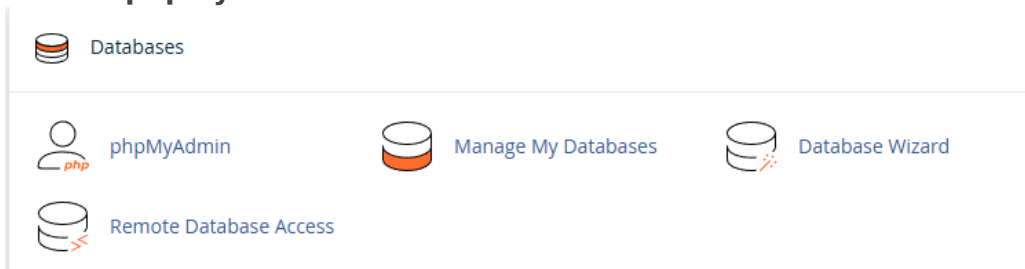 Databases
phpMyAdmin
Manage My Databases
Database Wizard
php
Remote Database Access